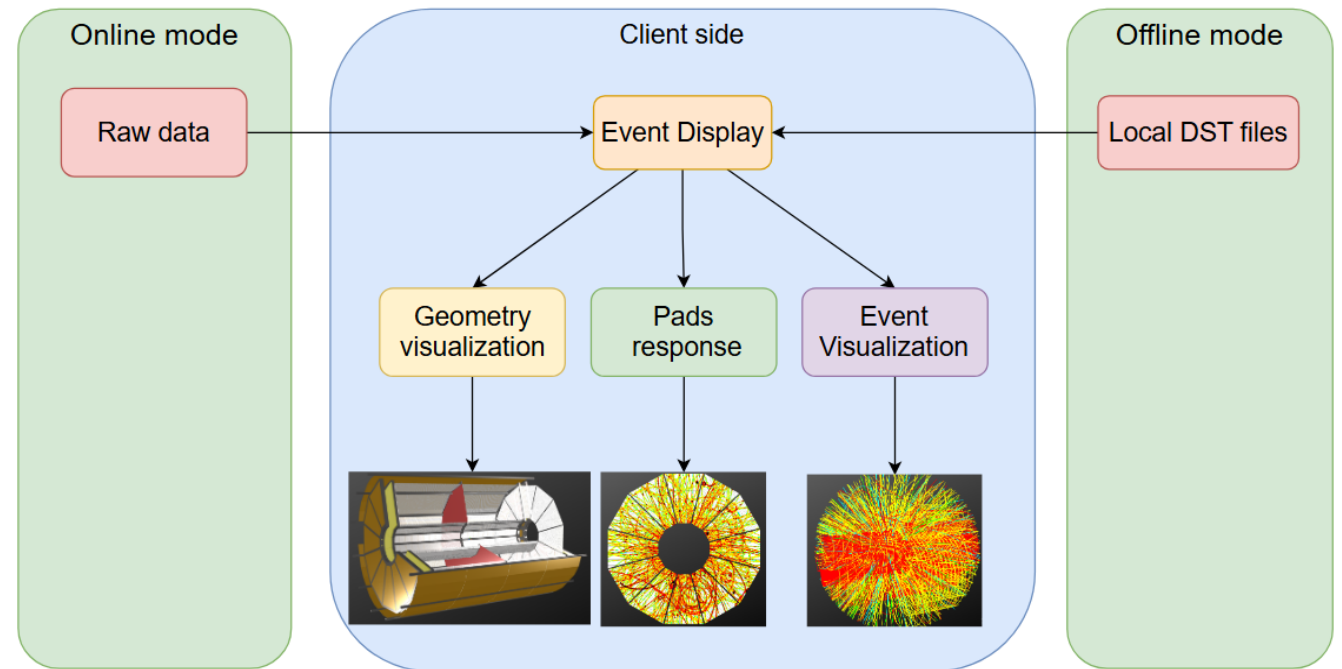 Online mode
Client side
Offline mode
Raw data
Event Display
Local DST files
Geometry
visualization
Pads
response
Event
Visualization